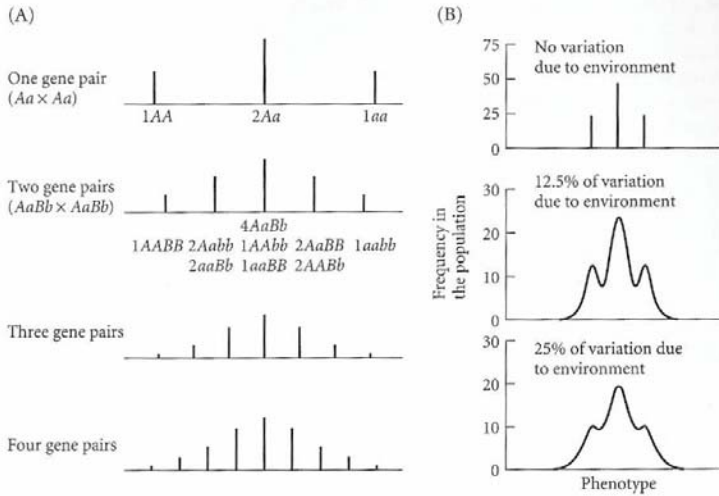 (A)
One gene pair
(Aa × Aa)
1AA 2Aa 1aa
Two gene pairs
(AaBb × AaBb)
4AaBb
1AABB 2Aabb 1AAbb 2AaBB 1aabb
2aaBb 1aaBB 2AABb
Three gene pairs
Four gene pairs
(B)
Frequency in
the population
75
50
25
0
No variation
due to environment
30
20
10
0
12.5% of variation
due to environment
30
20
10
0
25% of variation due
to environment
Phenotype